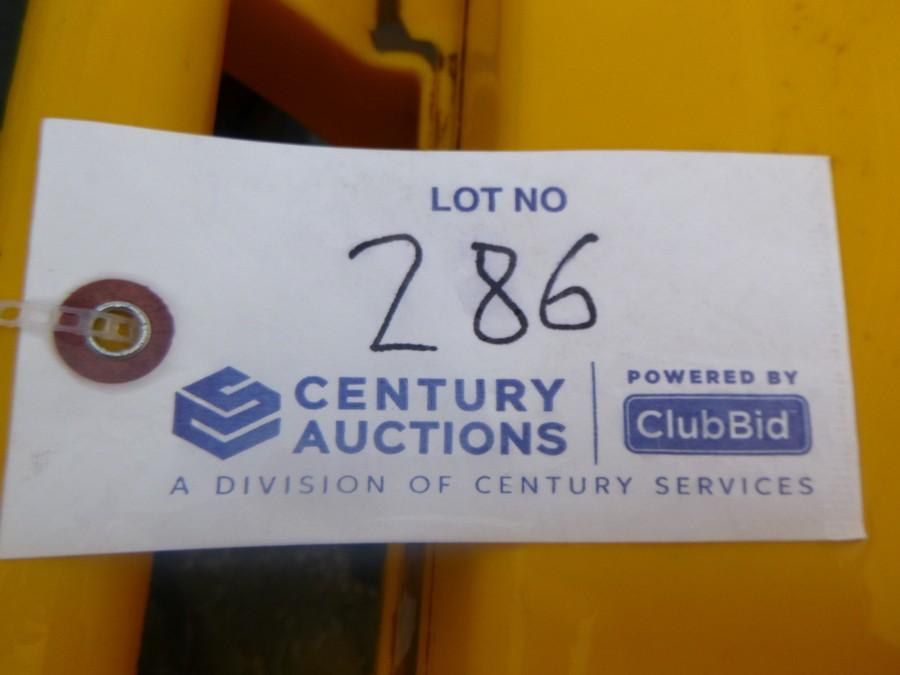 LOT NO
286
CENTURY
AUCTIONS
POWERED BY
ClubBid
A DIVISION OF CENTURY SERVICES